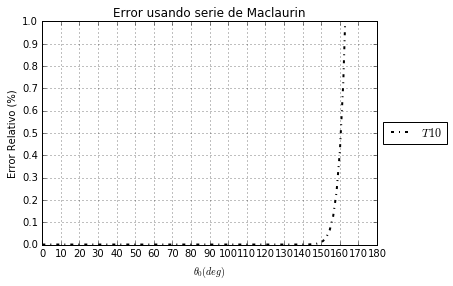 Error usando serie de Maclaurin
Error Relativo (%)
1.0
0.9
0.8
0.7
0.6
0.5
0.4
0.3
0.2
0.1
0.0
0 10 20 30 40 50 60 70 80 90 100 110 120 130 140 150 160 170 180
θ₀(deg)
T10